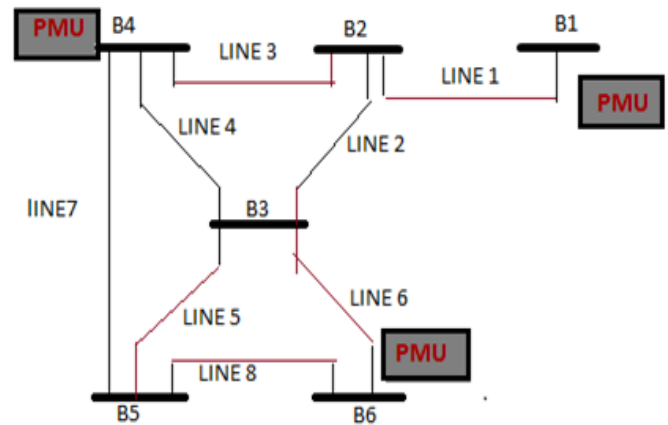 PMU
B4
B2
B1
LINE 3
LINE 1
PMU
LINE 4
LINE 2
lINE7
B3
LINE 6
LINE 5
PMU
LINE 8
B5
B6